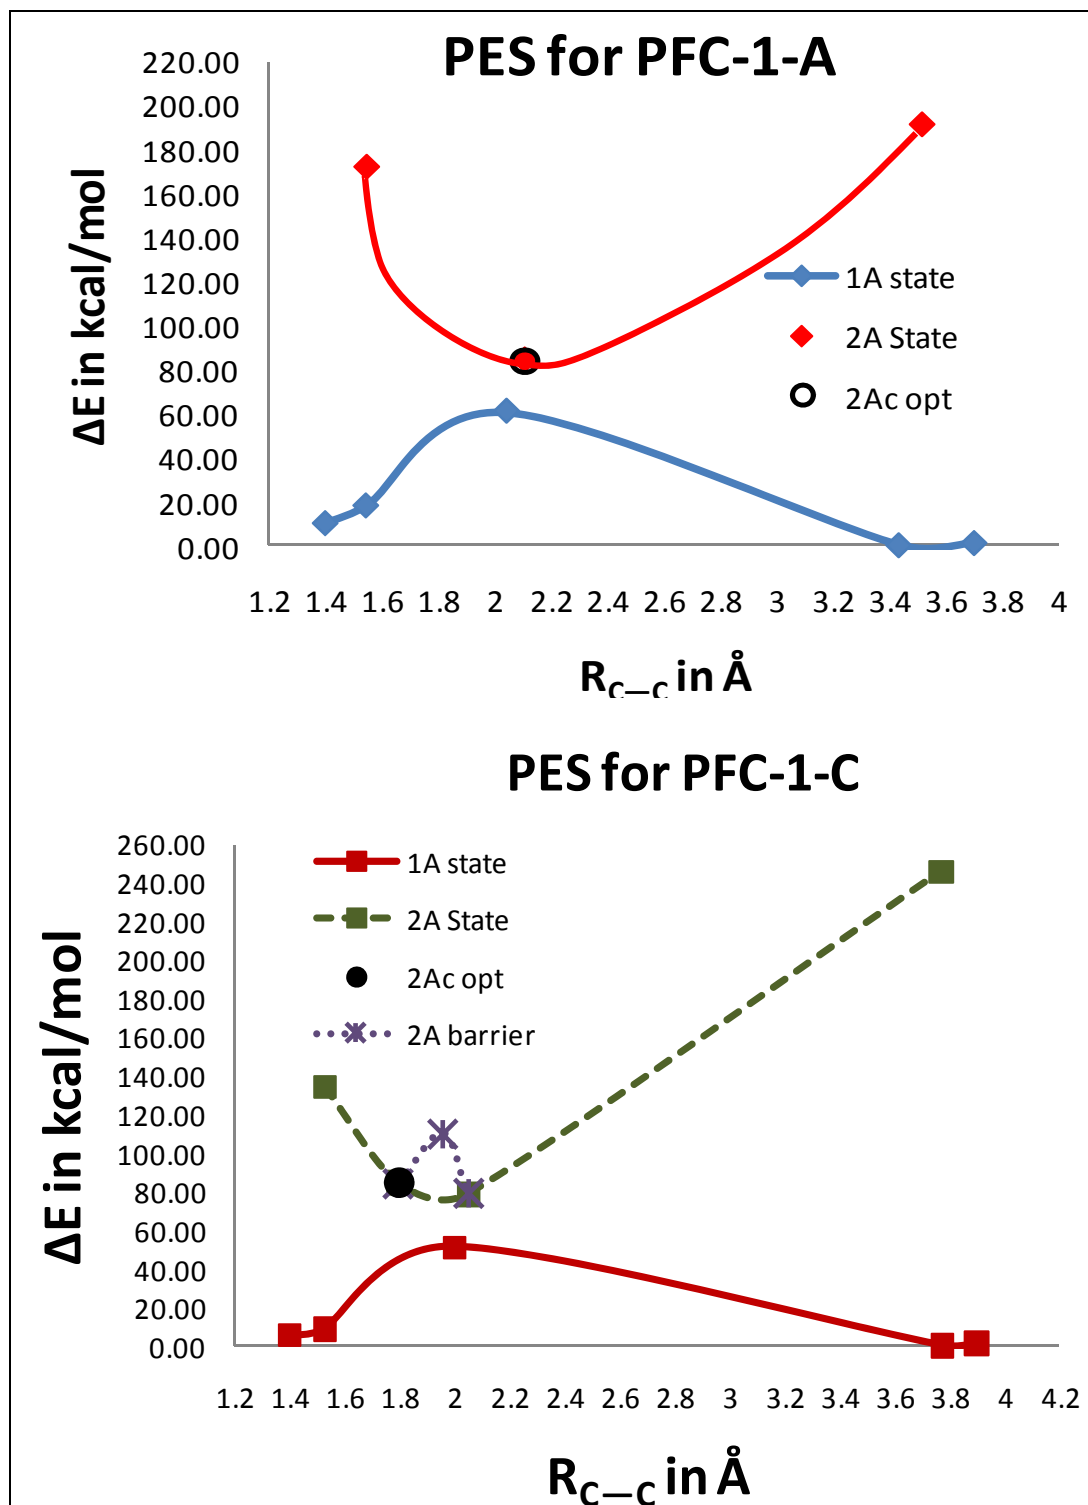 PES for PFC-1-A
220.00
200.00
180.00
160.00
140.00
120.00
100.00
80.00
60.00
40.00
20.00
0.00
ΔE in kcal/mol
1A state
2A State
2Ac opt
1.2 1.4 1.6 1.8 2 2.2 2.4 2.6 2.8 3 3.2 3.4 3.6 3.8 4
RC—C in Å
PES for PFC-1-C
260.00
240.00
220.00
200.00
180.00
160.00
140.00
120.00
100.00
80.00
60.00
40.00
20.00
0.00
ΔE in kcal/mol
1A state
2A State
2Ac opt
2A barrier
1.2 1.4 1.6 1.8 2 2.2 2.4 2.6 2.8 3 3.2 3.4 3.6 3.8 4 4.2
RC—C in Å